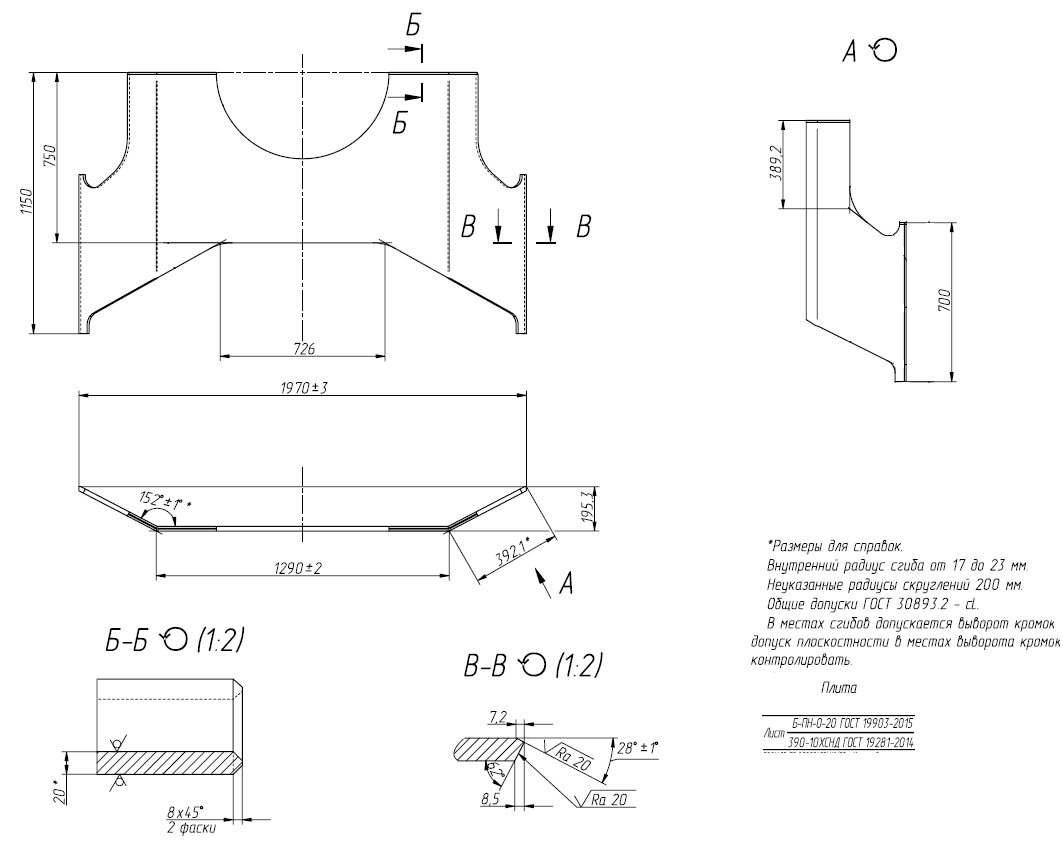 Б
Б
А
750
1150
389,2
В
В
700
726
1970±3
152°±1° *
195,3
392,1*
1290±2
А
*Размеры для справок.
Внутренний радиус сгиба от 17 до 23 мм.
Неуказанные радиусы скруглений 200 мм.
Общие допуски ГОСТ 30893.2 - cL.
В местах сгибов допускается выворот кромок
допуск плоскостности в местах выворота кромок
контролировать.
Б-Б (1:2)
В-В (1:2)
Плита
7,2
28°±1°
Ra 20
62°
8,5
Ra 20
20*
8x45°
2 фаски
Б-ПН-0-20 ГОСТ 19903-2015
Лист
390-10ХСНД ГОСТ 19281-2014